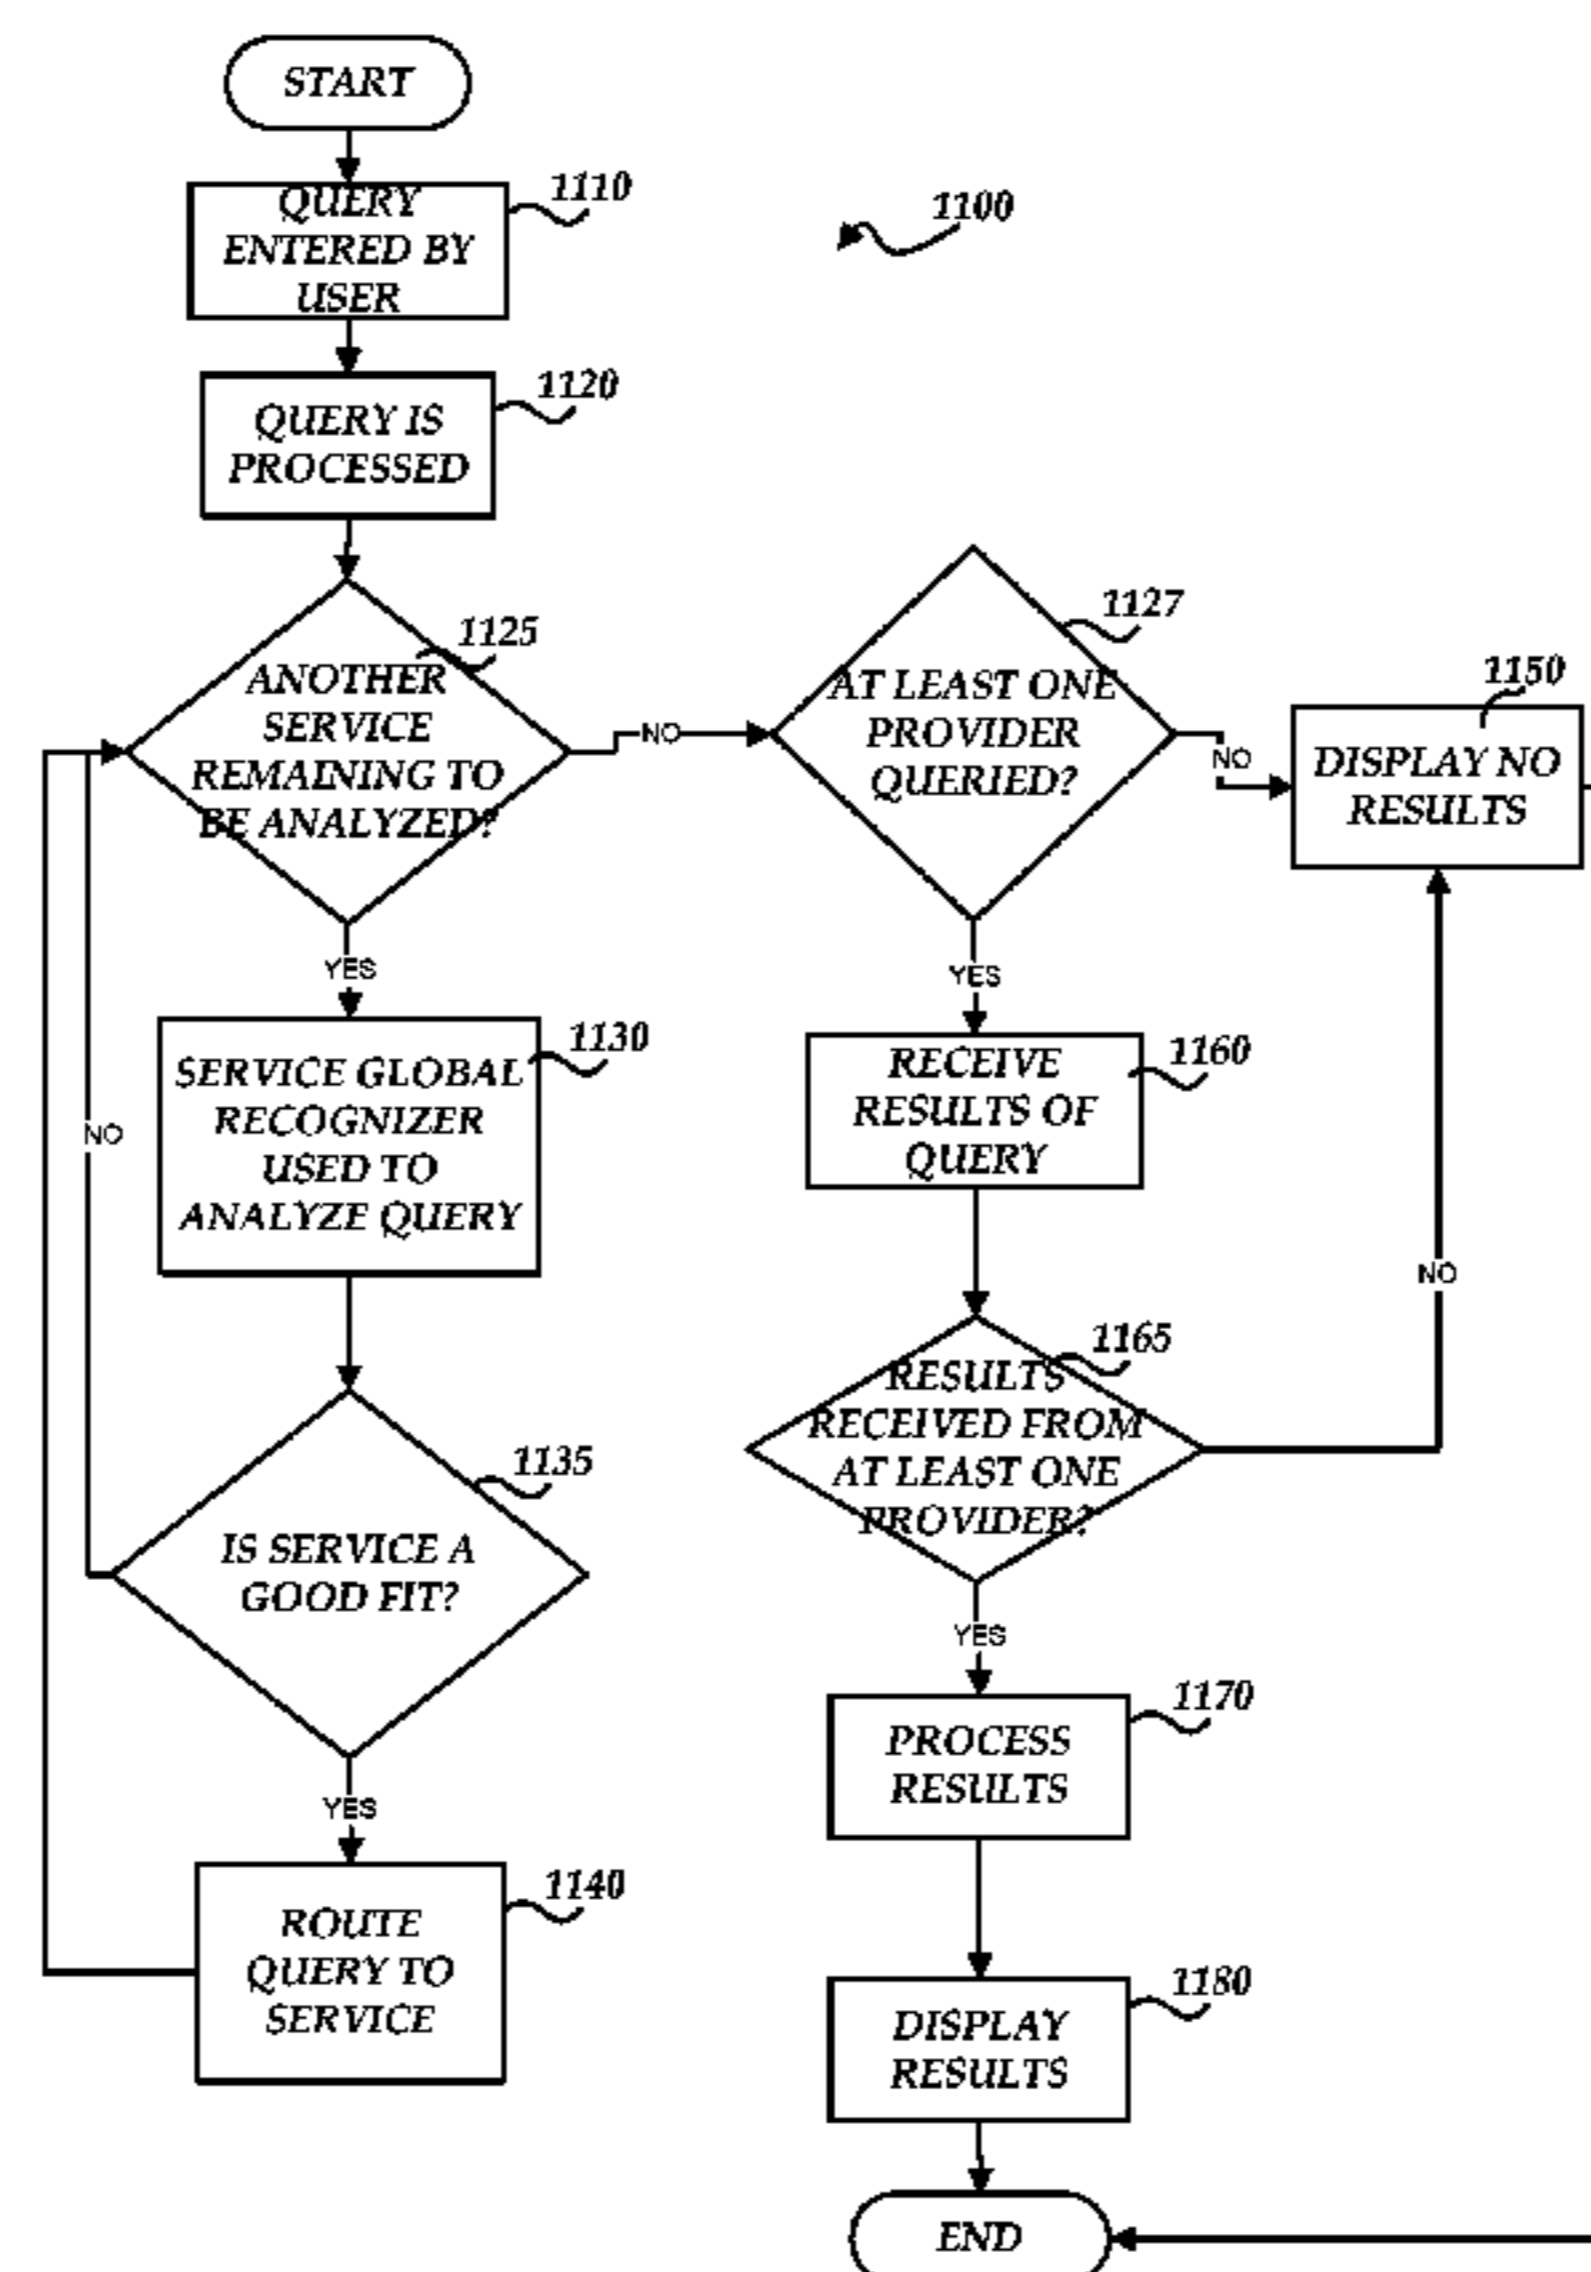 START
1110
QUERY
ENTERED BY
USER
1100
1120
QUERY IS
PROCESSED
1125
ANOTHER
SERVICE
REMAINING TO
BE ANALYZED?
NO
1127
AT LEAST ONE
PROVIDER
QUERIED?
NO
1150
DISPLAY NO
RESULTS
YES
1130
SERVICE GLOBAL
RECOGNIZER
USED TO
ANALYZE QUERY
NO
YES
1160
RECEIVE
RESULTS OF
QUERY
NO
1165
RESULTS
RECEIVED FROM
AT LEAST ONE
PROVIDER?
1135
IS SERVICE A
GOOD FIT?
YES
1170
PROCESS
RESULTS
YES
1140
ROUTE
QUERY TO
SERVICE
1180
DISPLAY
RESULTS
END